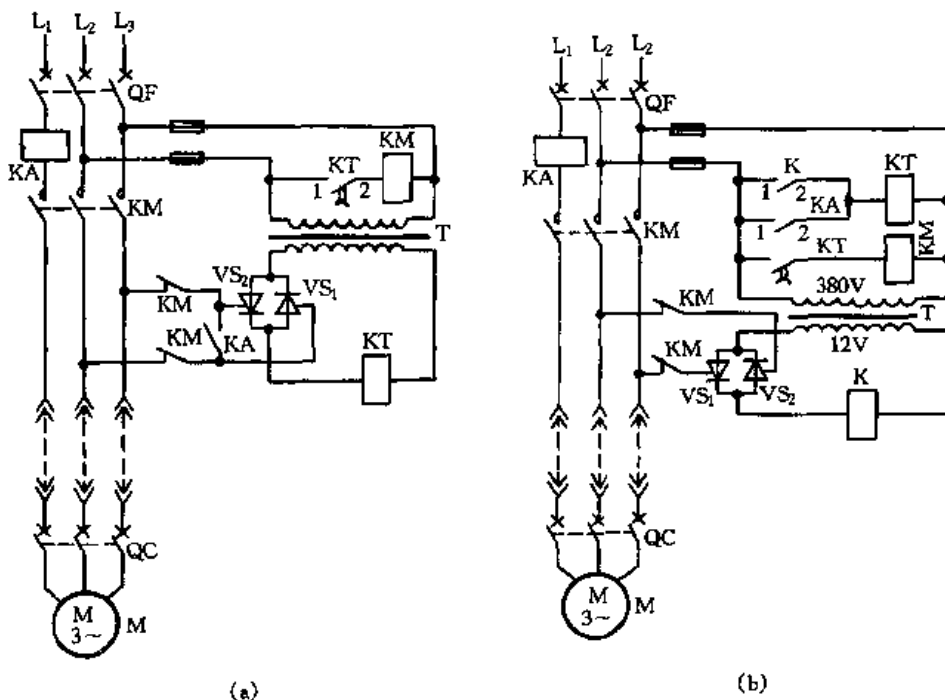 L₁ L₂ L₃
QF
KA
KM
KT
1 2
KM
T
VS₂ VS₁
KM
KM
KA
KT
QC
M
3~
M
(a)
L₁ L₂ L₂
QF
KA
K
1 2
KT
KA
1 2
KM
KT
KM
380V
T
12V
KM
KM
VS₁ VS₂
K
QC
M
3~
M
(b)